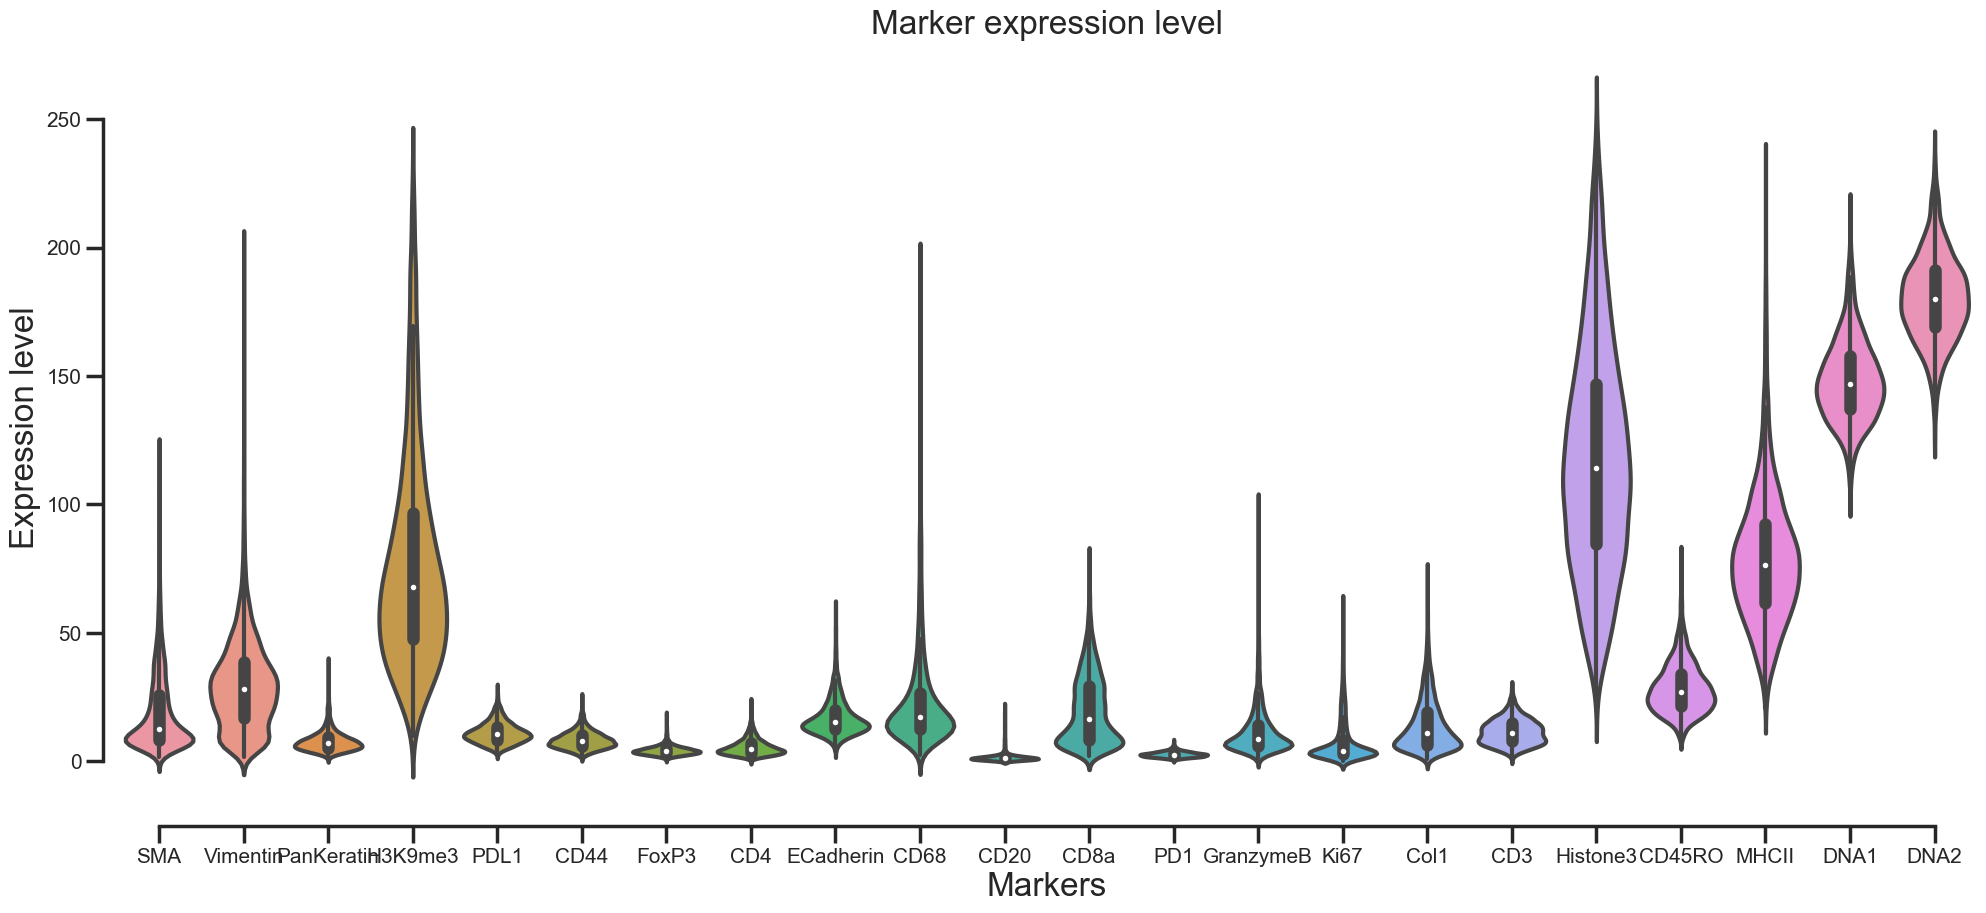 Marker expression level
Expression level
250
200
150
100
50
0
SMA Vimentin PanKeratin H3K9me3 PDL1 CD44 FoxP3 CD4 ECadherin CD68 CD20 CD8a PD1 GranzymeB Ki67 Col1 CD3 Histone3 CD45RO MHCII DNA1 DNA2
Markers